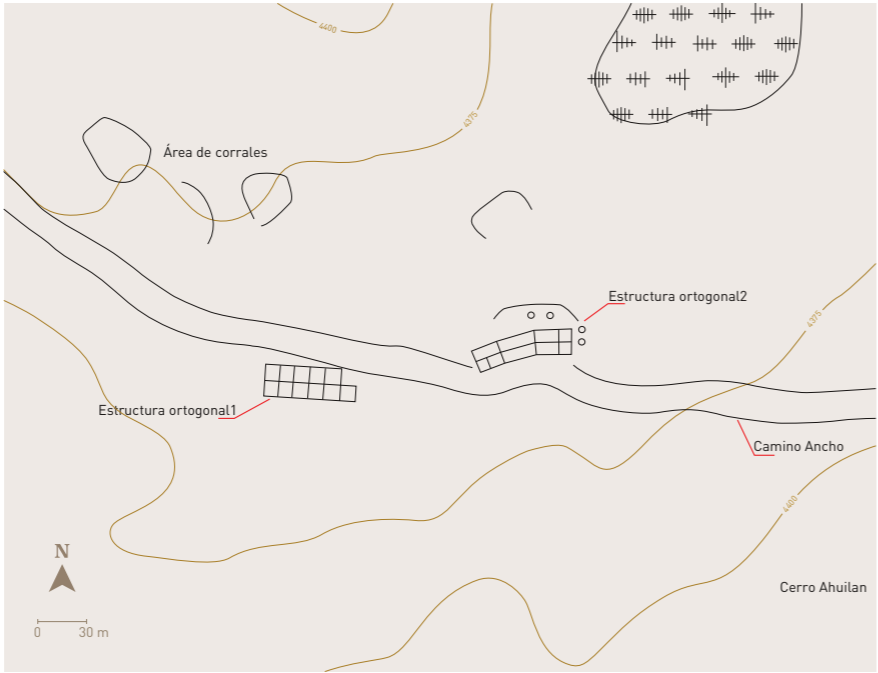 4400
4375
Área de corrales
Estructura ortogonal2
4375
Estructura ortogonal1
Camino Ancho
4400
N
Cerro Ahuilan
0 30 m